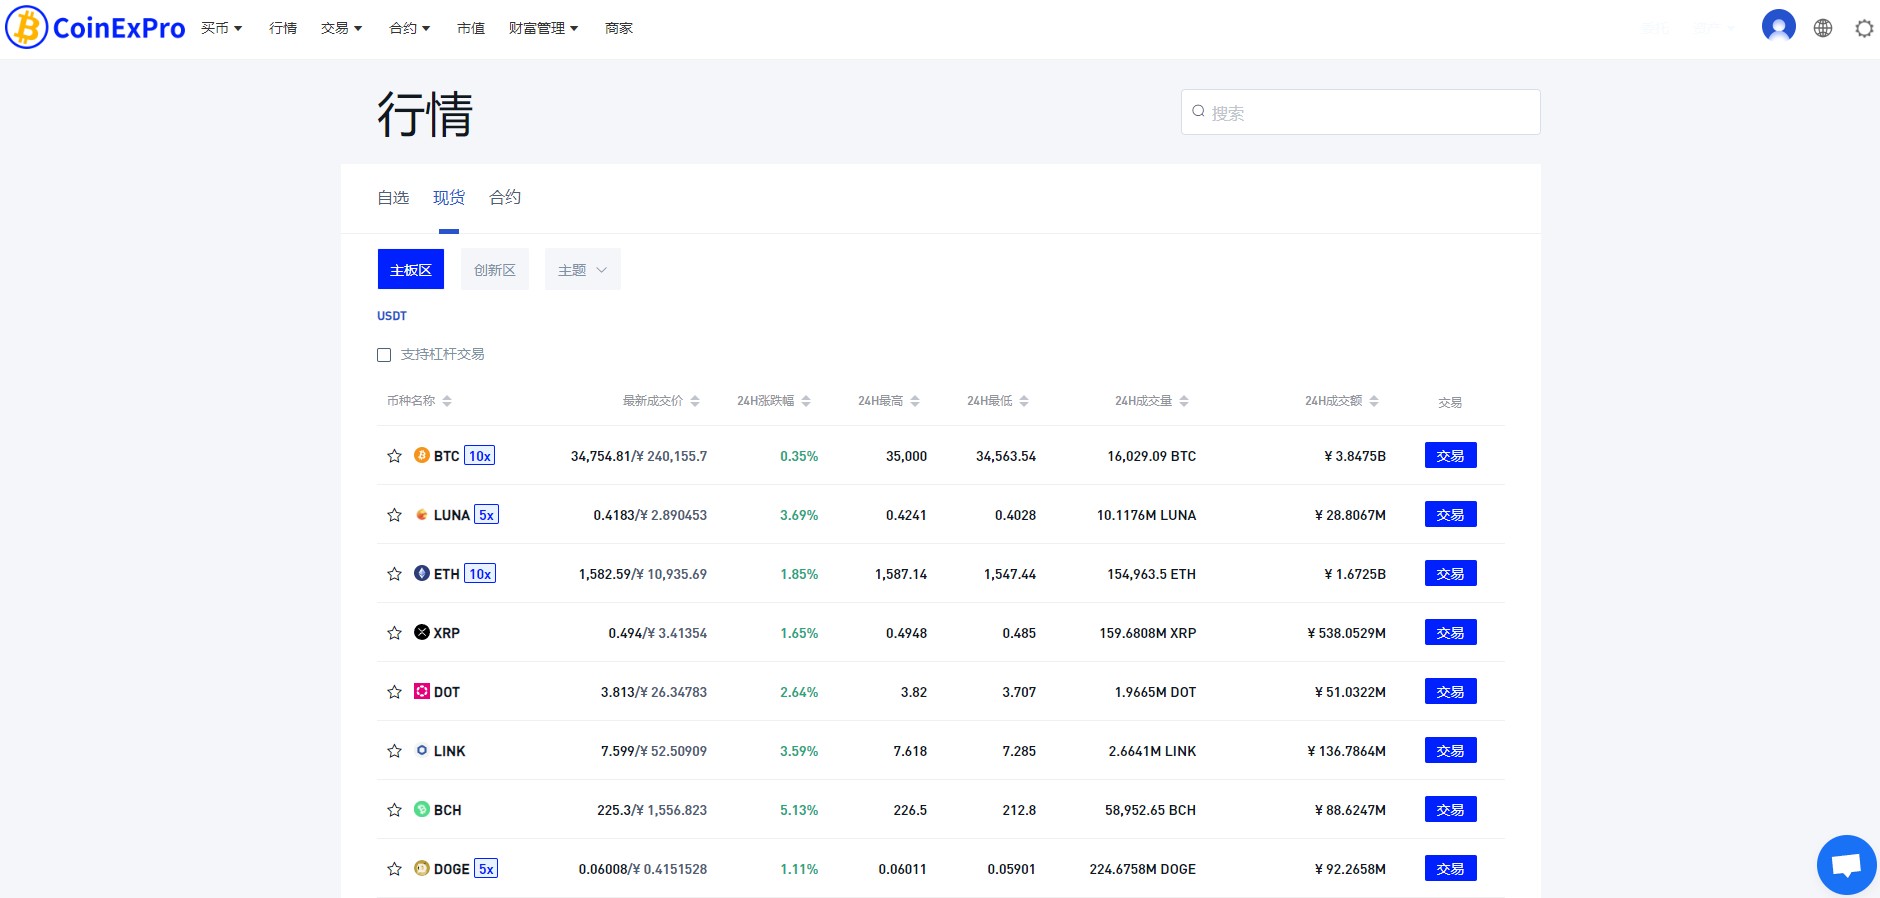 CoinExPro 买币 行情 交易 合约 市值 财富管理 商家
行情
搜索
自选 现货 合约
主板区 创新区 主题
USDT
支持杠杆交易
币种名称 最新成交价 24H涨跌幅 24H最高 24H最低 24H成交量 24H成交额 交易
BTC 10x 34,754.81/¥ 240,155.7 0.35% 35,000 34,563.54 16,029.09 BTC ¥ 3.8475B 交易
LUNA 5x 0.4183/¥ 2.890453 3.69% 0.4241 0.4028 10.1176M LUNA ¥ 28.8067M 交易
ETH 10x 1,582.59/¥ 10,935.69 1.85% 1,587.14 1,547.44 154,963.5 ETH ¥ 1.6725B 交易
XRP 0.494/¥ 3.41354 1.65% 0.4948 0.485 159.6808M XRP ¥ 538.0529M 交易
DOT 3.813/¥ 26.34783 2.64% 3.82 3.707 1.9665M DOT ¥ 51.0322M 交易
LINK 7.599/¥ 52.50909 3.59% 7.618 7.285 2.6641M LINK ¥ 136.7864M 交易
BCH 225.3/¥ 1,556.823 5.13% 226.5 212.8 58,952.65 BCH ¥ 88.6247M 交易
DOGE 5x 0.06008/¥ 0.4151528 1.11% 0.06011 0.05901 224.6758M DOGE ¥ 92.2658M 交易